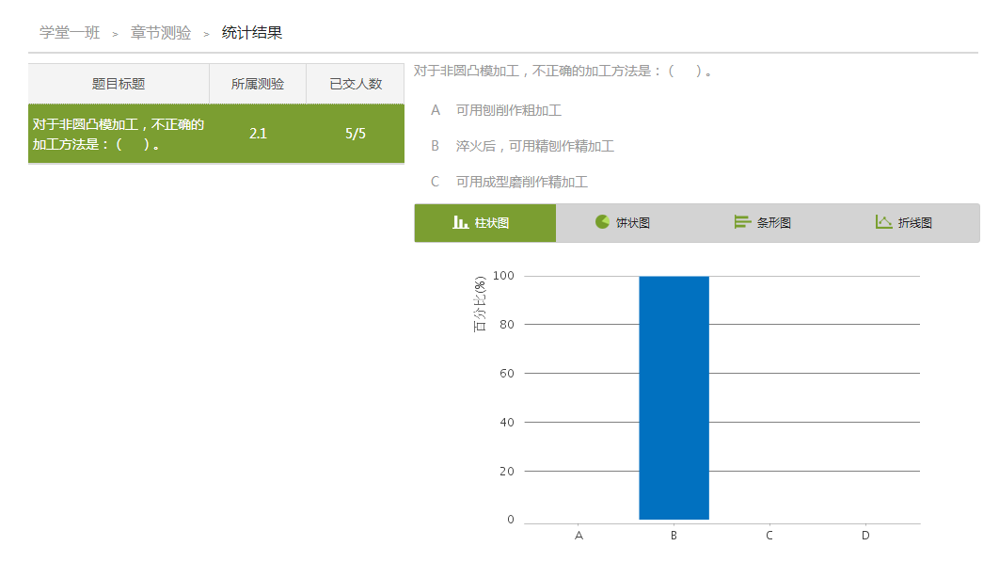 学堂一班 > 章节测验 > 统计结果
题目标题 所属测验 已交人数
对于非圆凸模加工，不正确的
加工方法是：（ ）。
2.1 5/5
对于非圆凸模加工，不正确的加工方法是：（ ）。
A 可用刨削作粗加工
B 淬火后，可用精刨作精加工
C 可用成型磨削作精加工
柱状图 饼状图 条形图 折线图
百分比(%)
100
80
60
40
20
0
A B C D